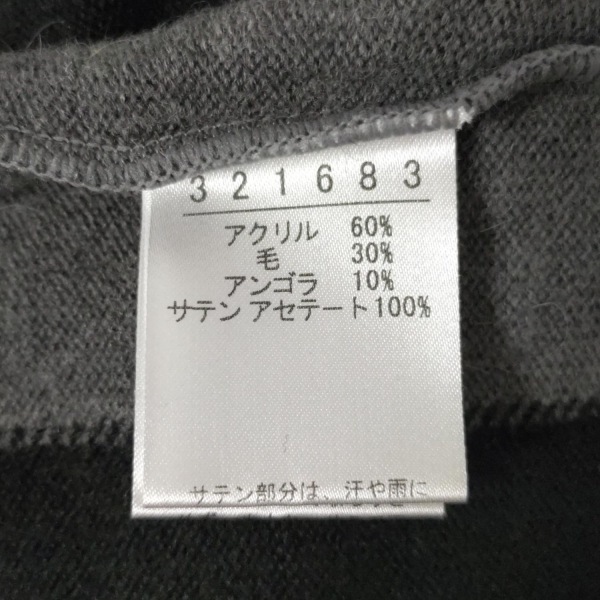 321683
アクリル 60%
毛 30%
アンゴラ 10%
サテン アセテート100%
サテン部分は、汗や雨に